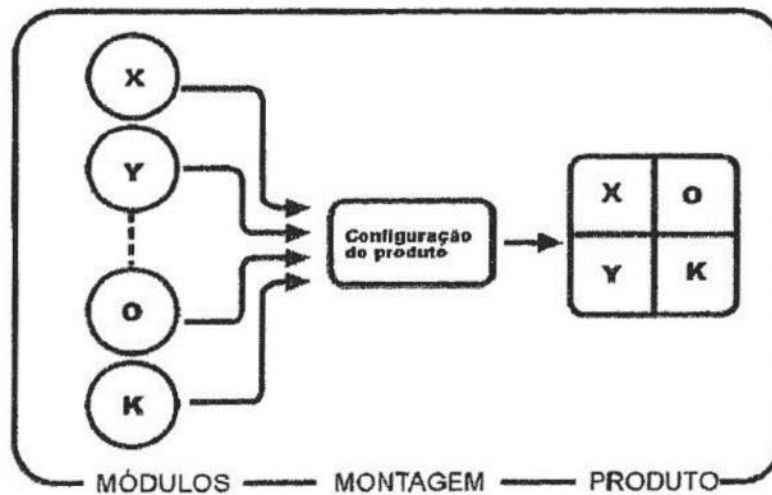 X
Y
O
K
Configuração
do produto
X O
Y K
MÓDULOS MONTAGEM PRODUTO